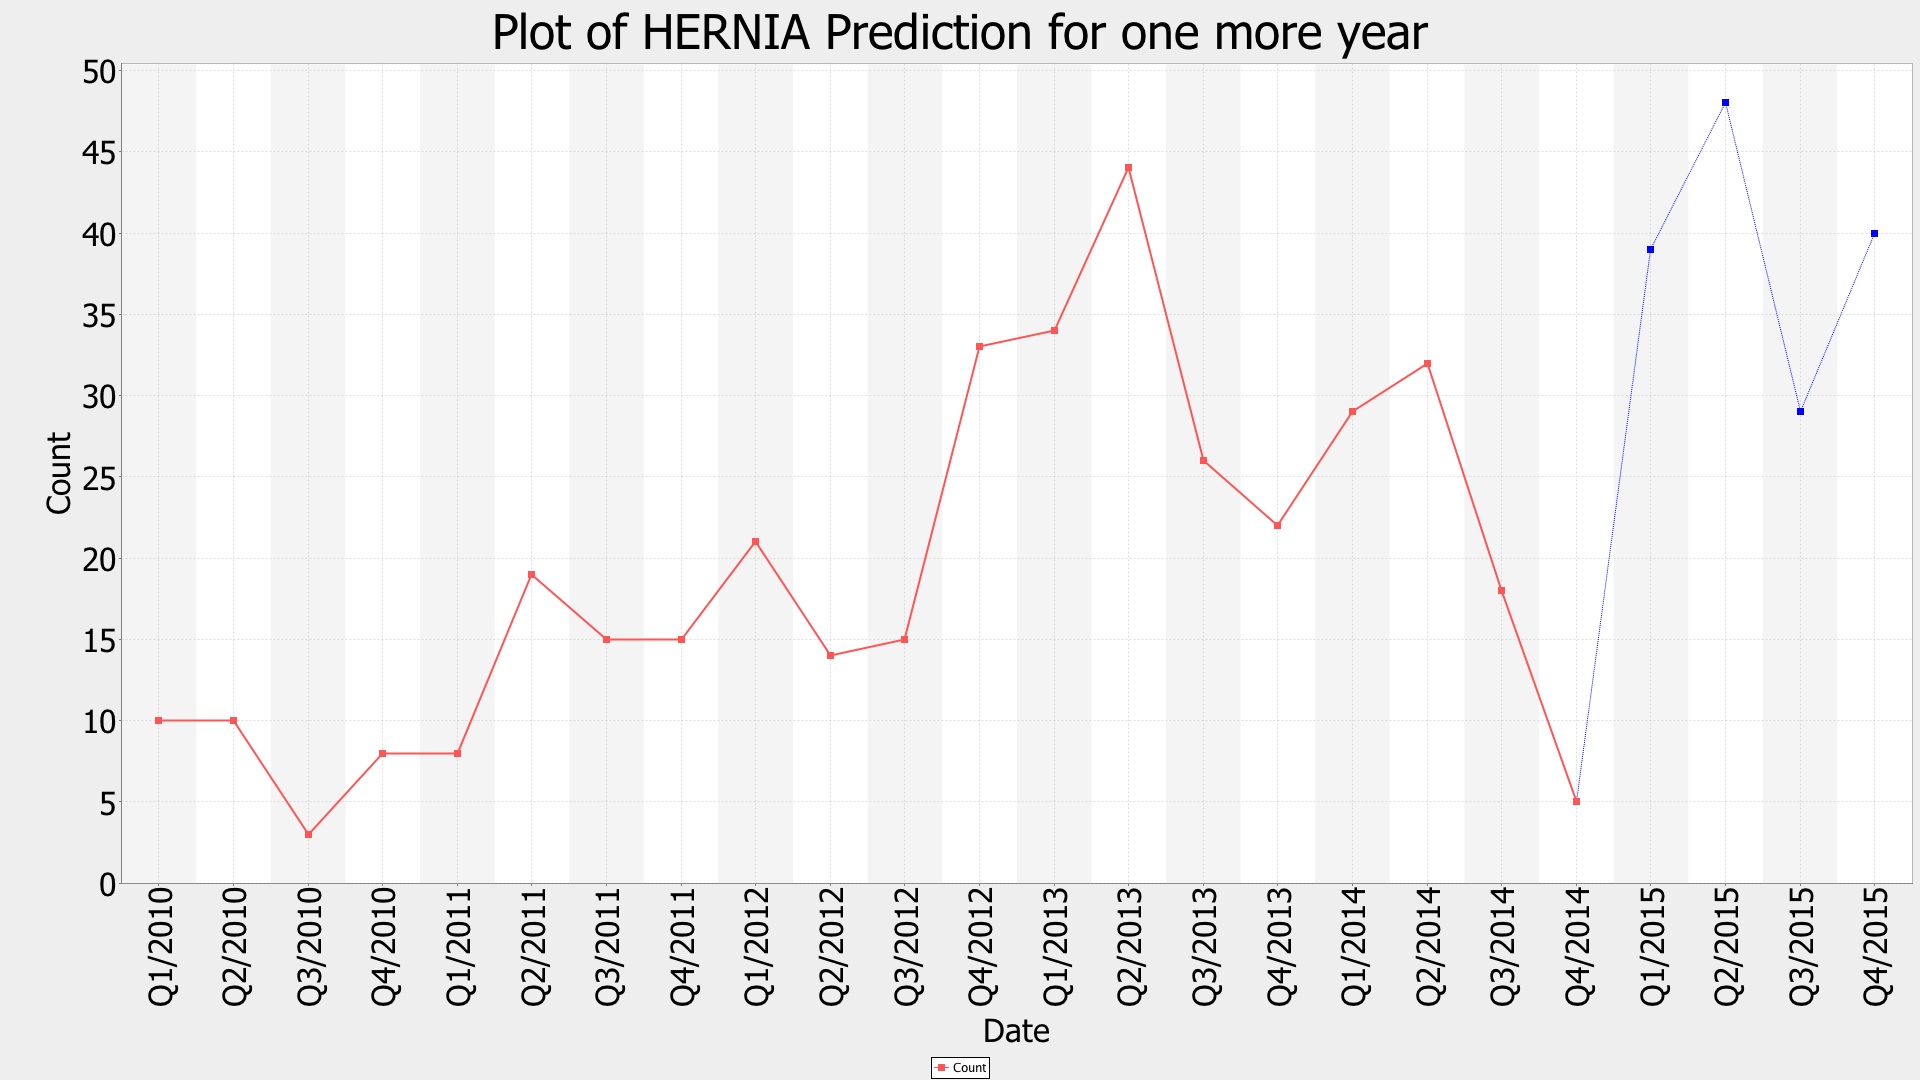 Plot of HERNIA Prediction for one more year
50
45
40
35
30
25
20
15
10
5
0
Count
Q1/2010
Q2/2010
Q3/2010
Q4/2010
Q1/2011
Q2/2011
Q3/2011
Q4/2011
Q1/2012
Q2/2012
Q3/2012
Q4/2012
Q1/2013
Q2/2013
Q3/2013
Q4/2013
Q1/2014
Q2/2014
Q3/2014
Q4/2014
Q1/2015
Q2/2015
Q3/2015
Q4/2015
Date
Count